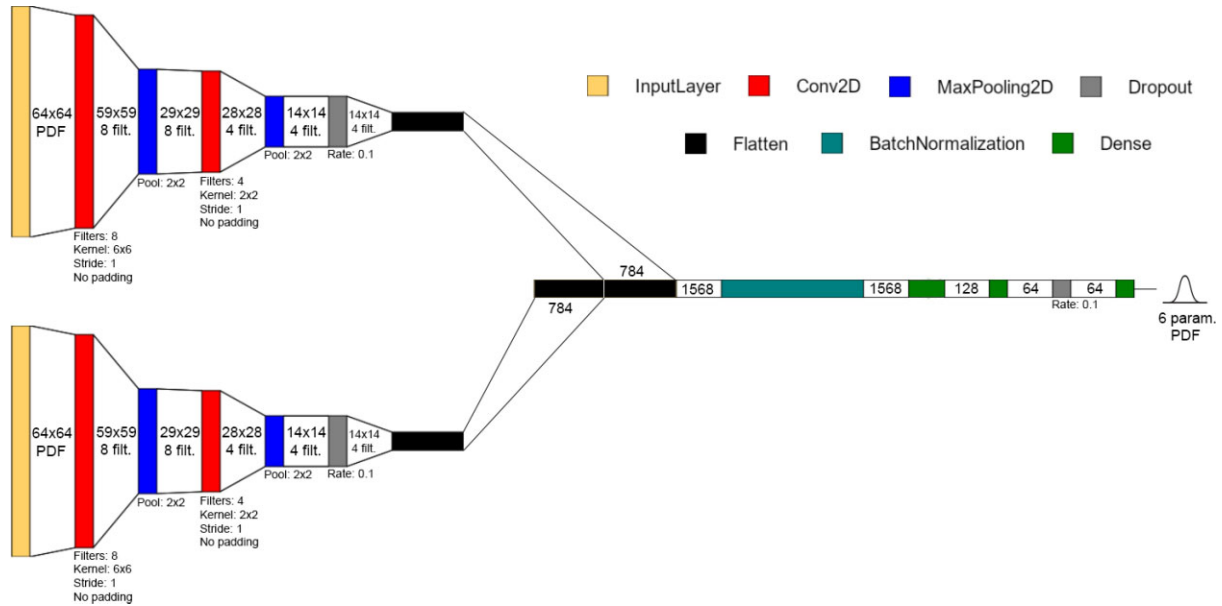 InputLayer
Conv2D
MaxPooling2D
Dropout
Flatten
BatchNormalization
Dense
64x64
PDF
59x59
8 filt.
29x29
8 filt.
28x28
4 filt.
14x14
4 filt.
14x14
4 filt.
Pool: 2x2
Rate: 0.1
Pool: 2x2
Filters: 4
Kernel: 2x2
Stride: 1
No padding
Filters: 8
Kernel: 6x6
Stride: 1
No padding
784
784
1568
1568
128
64
64
Rate: 0.1
6 param.
PDF
64x64
PDF
59x59
8 filt.
29x29
8 filt.
28x28
4 filt.
14x14
4 filt.
14x14
4 filt.
Pool: 2x2
Rate: 0.1
Pool: 2x2
Filters: 4
Kernel: 2x2
Stride: 1
No padding
Filters: 8
Kernel: 6x6
Stride: 1
No padding